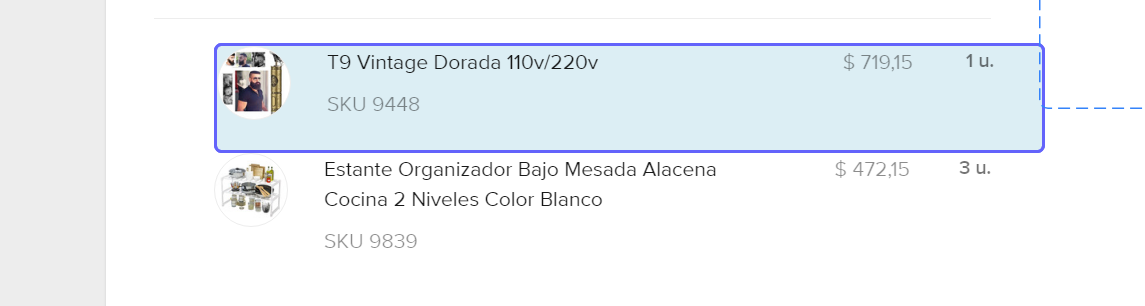 T9 Vintage Dorada 110v/220v $ 719,15 1 u.
SKU 9448
Estante Organizador Bajo Mesada Alacena $ 472,15 3 u.
Cocina 2 Niveles Color Blanco
SKU 9839